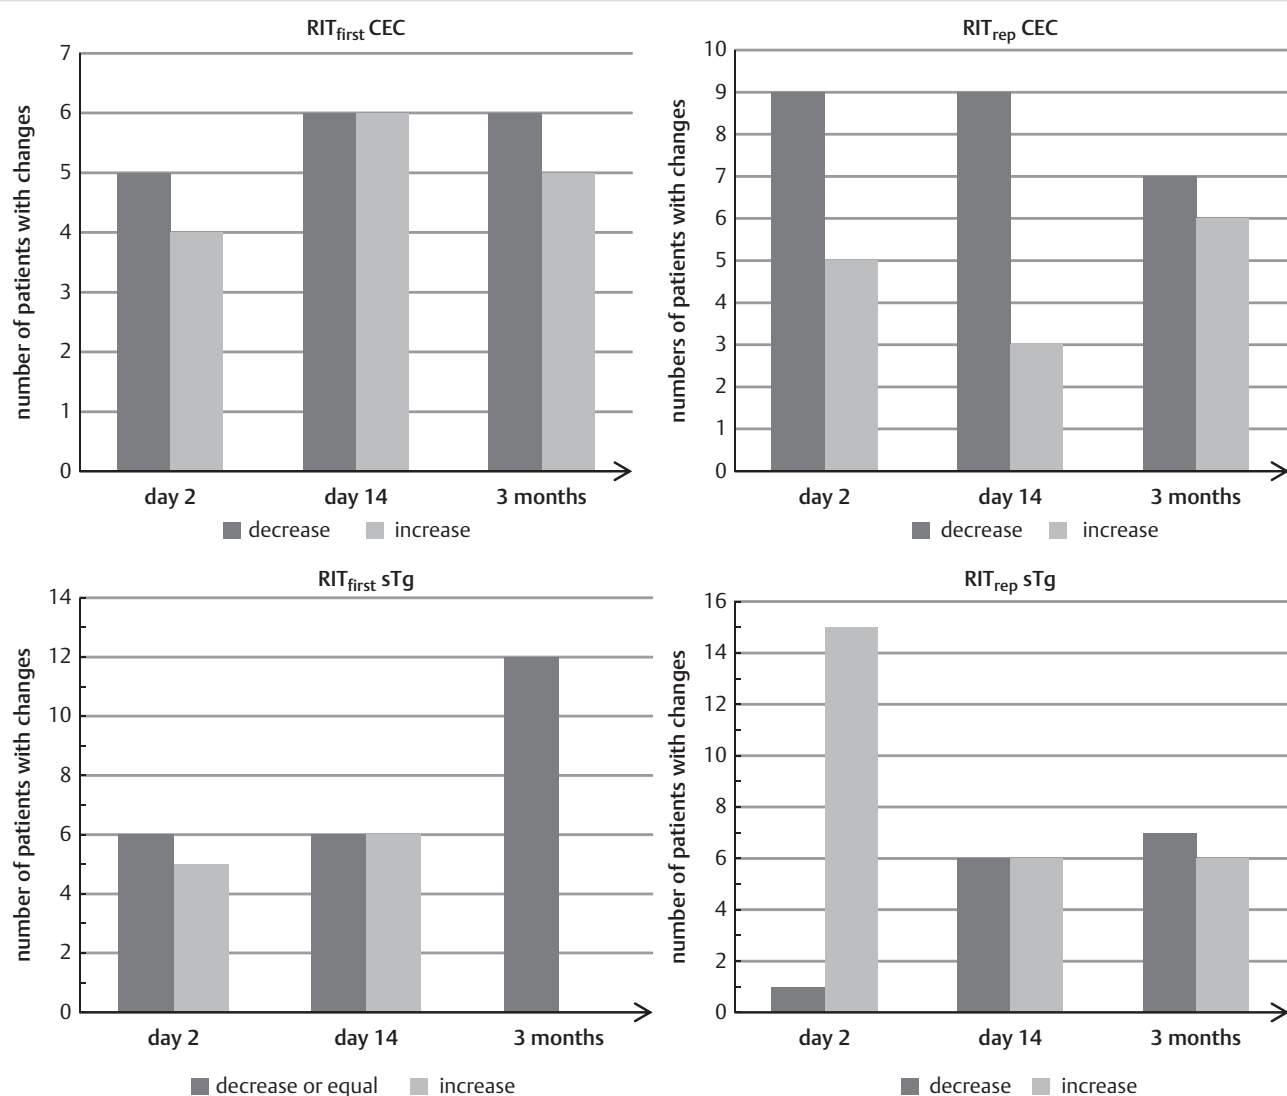 RITfirst CEC
number of patients with changes
7
6
5
4
3
2
1
0
day 2 day 14 3 months
decrease increase
RITrep CEC
numbers of patients with changes
10
9
8
7
6
5
4
3
2
1
0
day 2 day 14 3 months
decrease increase
RITfirst sTg
number of patients with changes
14
12
10
8
6
4
2
0
day 2 day 14 3 months
decrease or equal increase
RITrep sTg
number of patients with changes
16
14
12
10
8
6
4
2
0
day 2 day 14 3 months
decrease increase